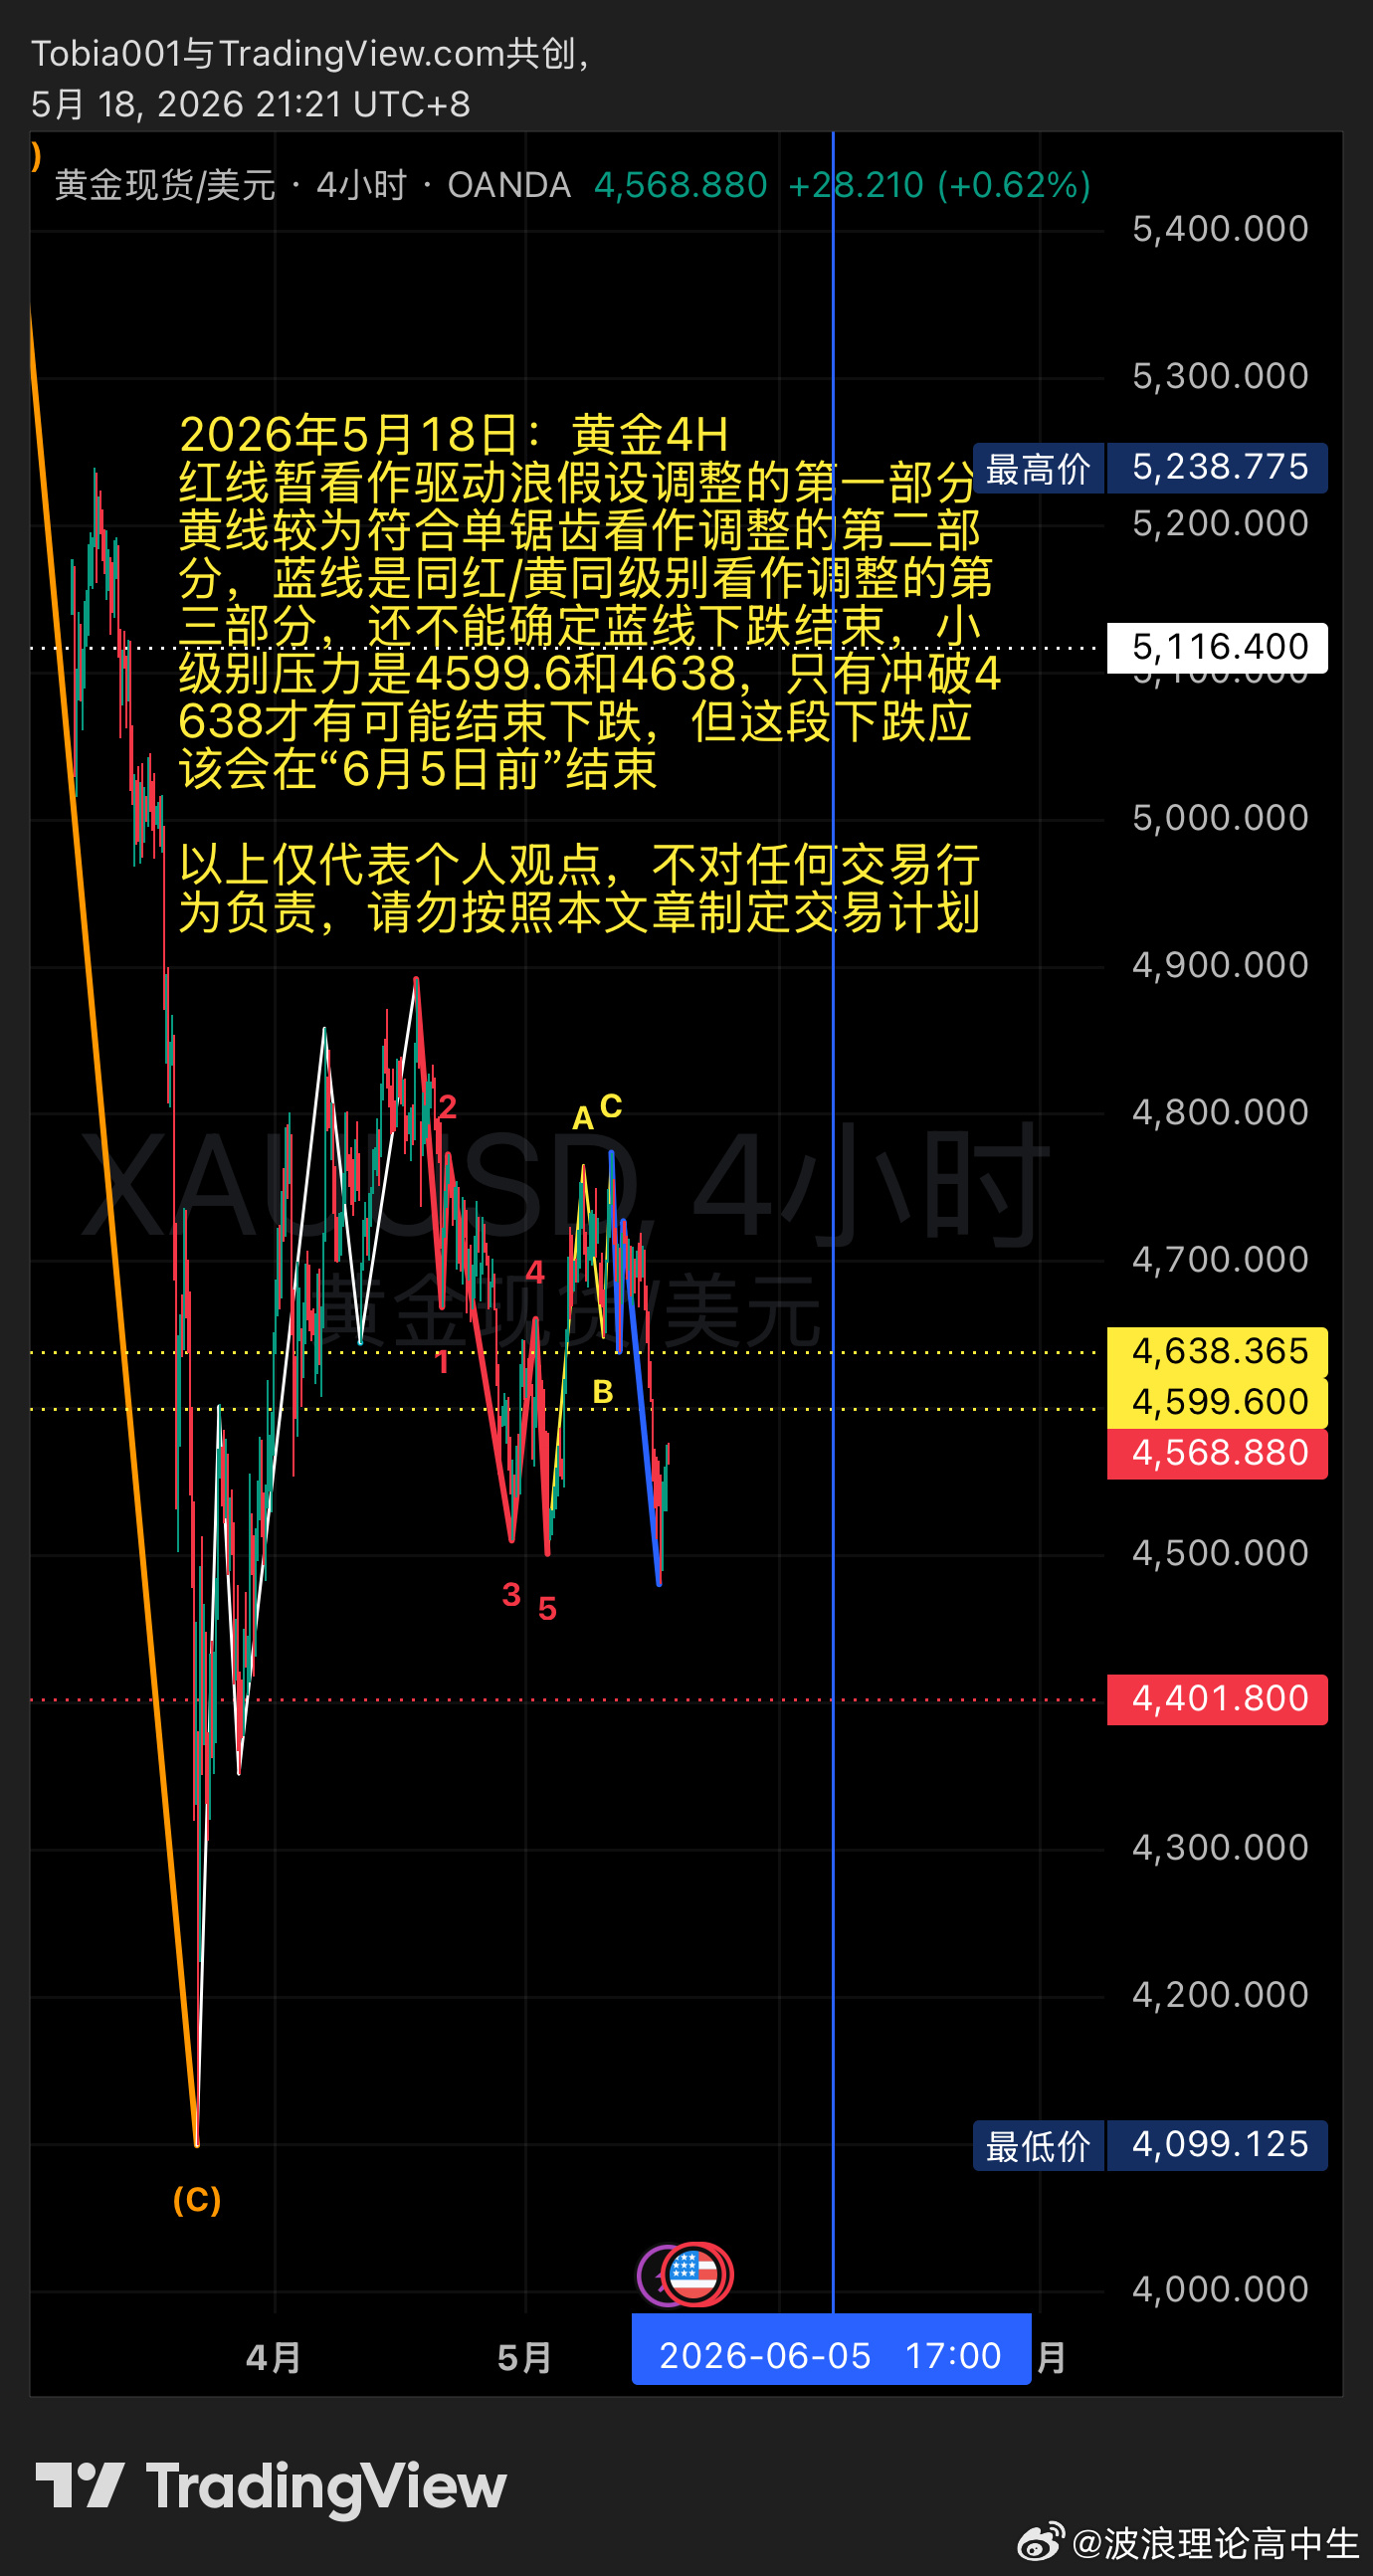 Tobia001与TradingView.com共创,
5月 18, 2026 21:21 UTC+8
)
黄金现货/美元 · 4小时 · OANDA 4,568.880 +28.210 (+0.62%)
5,400.000
5,300.000
2026年5月18日：黄金4H
红线暂看作驱动浪假设调整的第一部分
最高价 5,238.775
黄线较为符合单锯齿看作调整的第二部
5,200.000
分，蓝线是同红/黄同级别看作调整的第
三部分，还不能确定蓝线下跌结束，小
5,116.400
级别压力是4599.6和4638，只有冲破4
5,100.000
638才有可能结束下跌，但这段下跌应
该会在“6月5日前”结束
5,000.000
以上仅代表个人观点，不对任何交易行
为负责，请勿按照本文章制定交易计划
4,900.000
2
A
C
4,800.000
XAUUSD, 4小时
4,700.000
4
黄金现货/美元
1
B
4,638.365
4,599.600
4,568.880
4,500.000
3
5
4,401.800
4,300.000
4,200.000
最低价 4,099.125
(C)
4,000.000
4月
5月
2026-06-05 17:00
月
TradingView
@波浪理论高中生